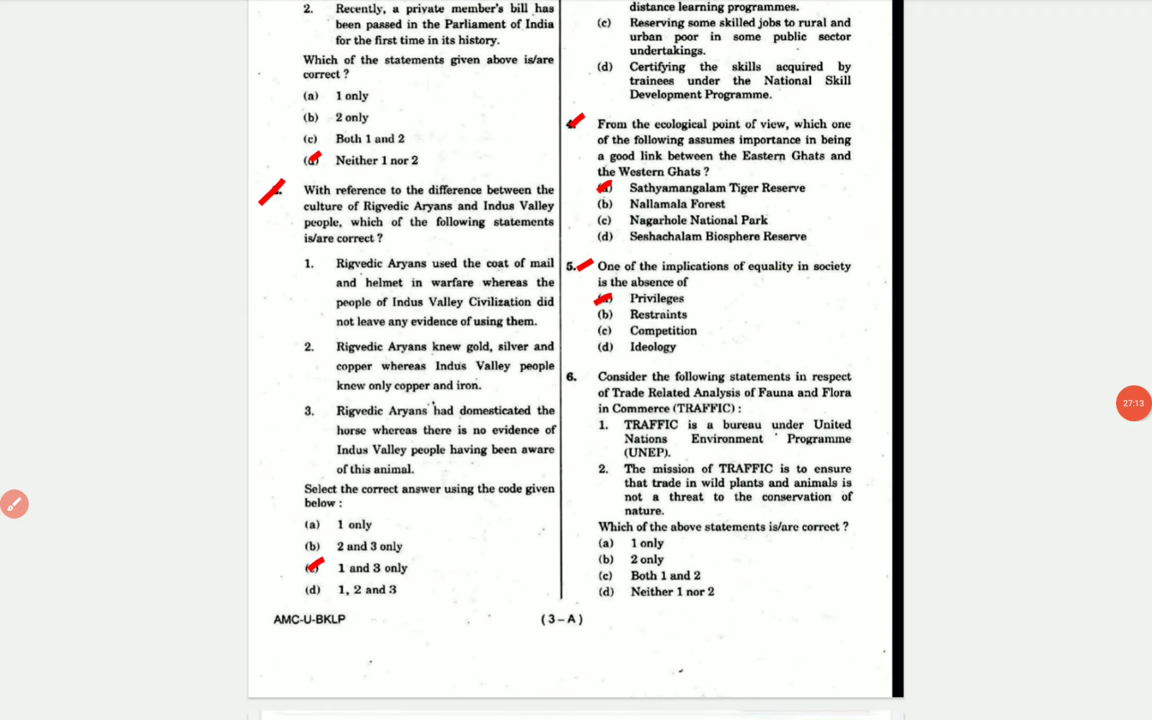 2. Recently, a private member's bill has
been passed in the Parliament of India
for the first time in its history.
Which of the statements given above is/are
correct ?
(a) 1 only
(b) 2 only
(c) Both 1 and 2
(d) Neither 1 nor 2
With reference to the difference between the
culture of Rigvedic Aryans and Indus Valley
people, which of the following statements
is/are correct ?
1. Rigvedic Aryans used the coat of mail
and helmet in warfare whereas the
people of Indus Valley Civilization did
not leave any evidence of using them.
2. Rigvedic Aryans knew gold, silver and
copper whereas Indus Valley people
knew only copper and iron.
3. Rigvedic Aryans had domesticated the
horse whereas there is no evidence of
Indus Valley people having been aware
of this animal.
Select the correct answer using the code given
below :
(a) 1 only
(b) 2 and 3 only
(c) 1 and 3 only
(d) 1, 2 and 3
distance learning programmes.
(c) Reserving some skilled jobs to rural and
urban poor in some public sector
undertakings.
(d) Certifying the skills acquired by
trainees under the National Skill
Development Programme.
4. From the ecological point of view, which one
of the following assumes importance in being
a good link between the Eastern Ghats and
the Western Ghats ?
(a) Sathyamangalam Tiger Reserve
(b) Nallamala Forest
(c) Nagarhole National Park
(d) Seshachalam Biosphere Reserve
5. One of the implications of equality in society
is the absence of
(a) Privileges
(b) Restraints
(c) Competition
(d) Ideology
6. Consider the following statements in respect
of Trade Related Analysis of Fauna and Flora
in Commerce (TRAFFIC) :
1. TRAFFIC is a bureau under United
Nations Environment Programme
(UNEP).
2. The mission of TRAFFIC is to ensure
that trade in wild plants and animals is
not a threat to the conservation of
nature.
Which of the above statements is/are correct ?
(a) 1 only
(b) 2 only
(c) Both 1 and 2
(d) Neither 1 nor 2
AMC-U-BKLP
( 3 – A )
27:13